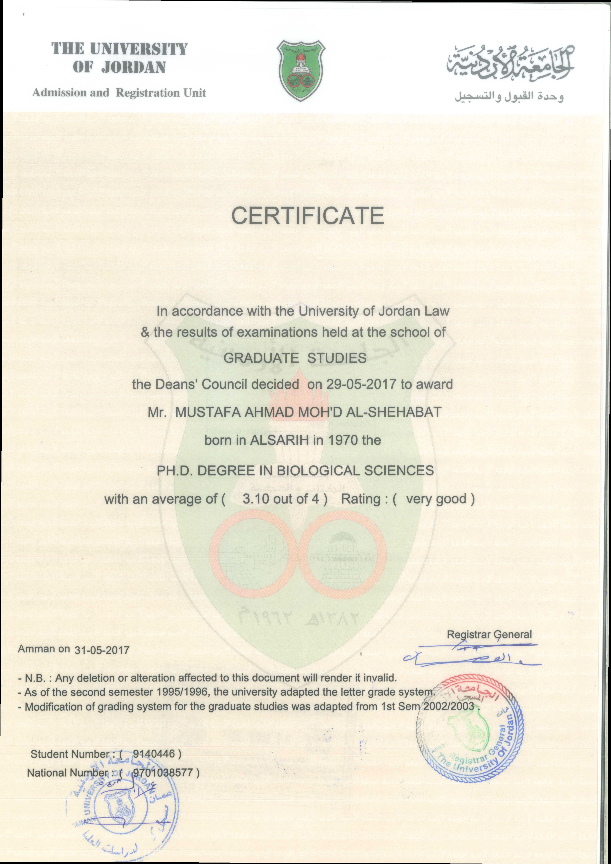 THE UNIVERSITY
OF JORDAN
Admission and Registration Unit
الجامعة الأردنية
وحدة القبول والتسجيل
CERTIFICATE
In accordance with the University of Jordan Law
& the results of examinations held at the school of
GRADUATE STUDIES
the Deans' Council decided on 29-05-2017 to award
Mr. MUSTAFA AHMAD MOH'D AL-SHEHABAT
born in ALSARIH in 1970 the
PH.D. DEGREE IN BIOLOGICAL SCIENCES
with an average of ( 3.10 out of 4 ) Rating : ( very good )
Registrar General
Amman on 31-05-2017
- N.B. : Any deletion or alteration affected to this document will render it invalid.
- As of the second semester 1995/1996, the university adapted the letter grade system.
- Modification of grading system for the graduate studies was adapted from 1st Sem 2002/2003.
Registrar General
The University Of Jordan
Student Number : ( 9140446 )
National Number : ( 9701038577 )